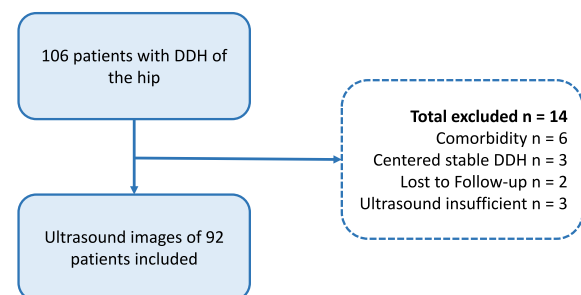 106 patients with DDH of
the hip
Total excluded n = 14
Comorbidity n = 6
Centered stable DDH n = 3
Lost to Follow-up n = 2
Ultrasound insufficient n = 3
Ultrasound images of 92
patients included